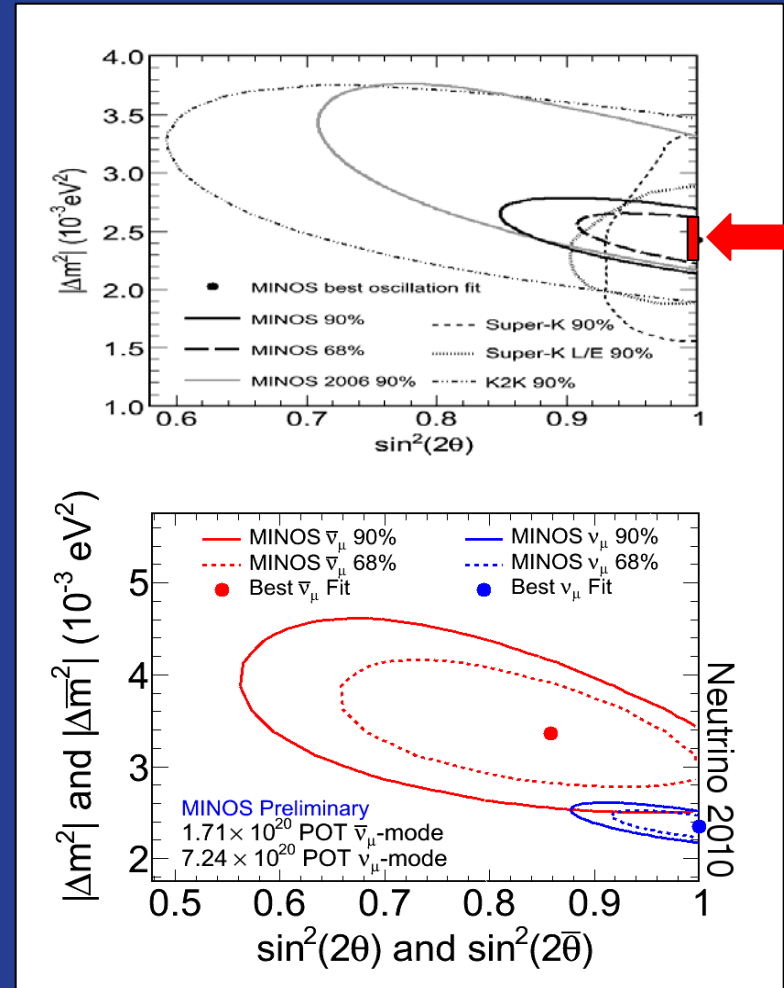 4.0
3.5
3.0
2.5
2.0
1.5
1.0
|Δm²| (10⁻³eV²)
MINOS best oscillation fit
MINOS 90%
MINOS 68%
MINOS 2006 90%
Super-K 90%
Super-K L/E 90%
K2K 90%
0.6 0.7 0.8 0.9 1
sin²(2θ)
MINOS ν̅μ 90%
MINOS ν̅μ 68%
Best ν̅μ Fit
MINOS νμ 90%
MINOS νμ 68%
Best νμ Fit
5
4
3
2
|Δm²| and |Δm̅²| (10⁻³ eV²)
MINOS Preliminary
1.71× 10²⁰ POT ν̅μ-mode
7.24× 10²⁰ POT νμ-mode
Neutrino 2010
0.5 0.6 0.7 0.8 0.9 1
sin²(2θ) and sin²(2θ̅)